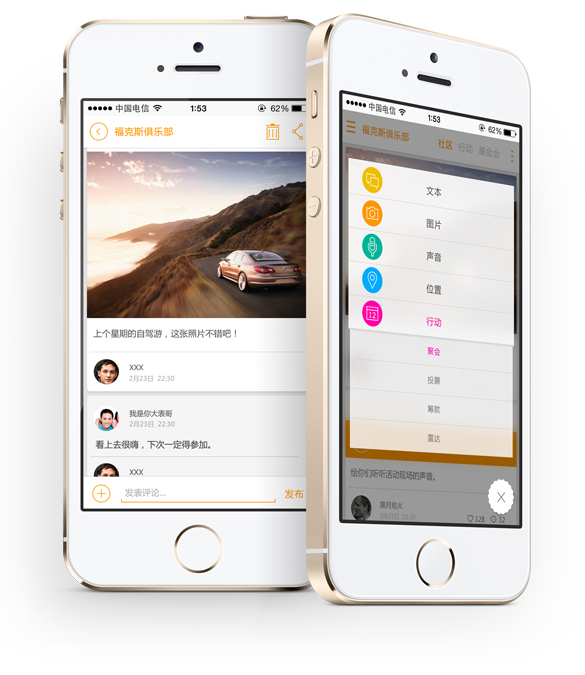 中国电信 1:53 62%
福克斯俱乐部
上个星期的自驾游，这张照片不错吧！
XXX
2月23日 22:30
我是你大表哥
2月23日 22:30
看上去很嗨，下次一定得参加。
XXX
发表评论... 发布
中国电信 1:53 62%
福克斯俱乐部 社区 行动 基金会
文本
图片
声音
位置
12 行动
聚会
投票
筹款
雷达
给你们听听活动现场的声音。
黑月焰火
2月23日 22:30 128 12